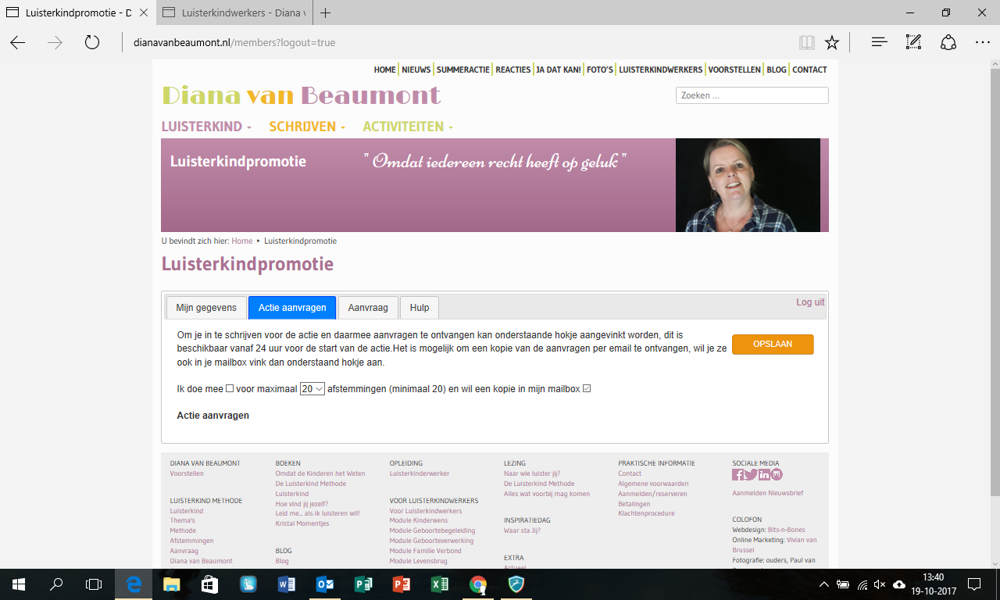 Luisterkindpromotie - D
Luisterkindwerkers - Diana v
dianavanbeaumont.nl/members?logout=true
HOME NIEUWS SUMMERACTIE REACTIES JA DAT KAN! FOTO'S LUISTERKINDWERKERS VOORSTELLEN BLOG CONTACT
Diana van Beaumont
Zoeken ...
LUISTERKIND SCHRIJVEN ACTIVITEITEN
Luisterkindpromotie
" Omdat iedereen recht heeft op geluk "
U bevindt zich hier: Home ▸ Luisterkindpromotie
Luisterkindpromotie
Mijn gegevens Actie aanvragen Aanvraag Hulp
Log uit
Om je in te schrijven voor de actie en daarmee aanvragen te ontvangen kan onderstaande hokje aangevinkt worden, dit is
beschikbaar vanaf 24 uur voor de start van de actie.Het is mogelijk om een kopie van de aanvragen per email te ontvangen, wil je ze
ook in je mailbox vink dan onderstaand hokje aan.
OPSLAAN
Ik doe mee voor maximaal 20 afstemmingen (minimaal 20) en wil een kopie in mijn mailbox
Actie aanvragen
DIANA VAN BEAUMONT
Voorstellen
LUISTERKIND METHODE
Luisterkind
Thema's
Methode
Afstemmingen
Aanvraag
Diana van Beaumont
BOEKEN
Omdat de Kinderen het Weten
De Luisterkind Methode
Luisterkind
Hoe vind jij jezelf?
Leid me... als ik luisteren wil!
Kristal Momentjes
BLOG
Blog
OPLEIDING
Luisterkinderwerker
VOOR LUISTERKINDWERKERS
Voor Luisterkindwerkers
Module Kinderwens
Module Geboortebegeleiding
Module Geboorteverwerking
Module Familie Verbond
Module Levensbrug
LEZING
Naar wie luister jij?
De Luisterkind Methode
Alles wat voorbij mag komen
INSPIRATIEDAG
Waar sta Jij?
EXTRA
Actueel
PRAKTISCHE INFORMATIE
Contact
Algemene voorwaarden
Aanmelden/reserveren
Betalingen
Klachtenprocedure
SOCIALE MEDIA
Aanmelden Nieuwsbrief
COLOFON
Webdesign: Bits-n-Bones
Online Marketing: Vivian van
Brussel
Fotografie: ouders, Paul van
13:40
19-10-2017